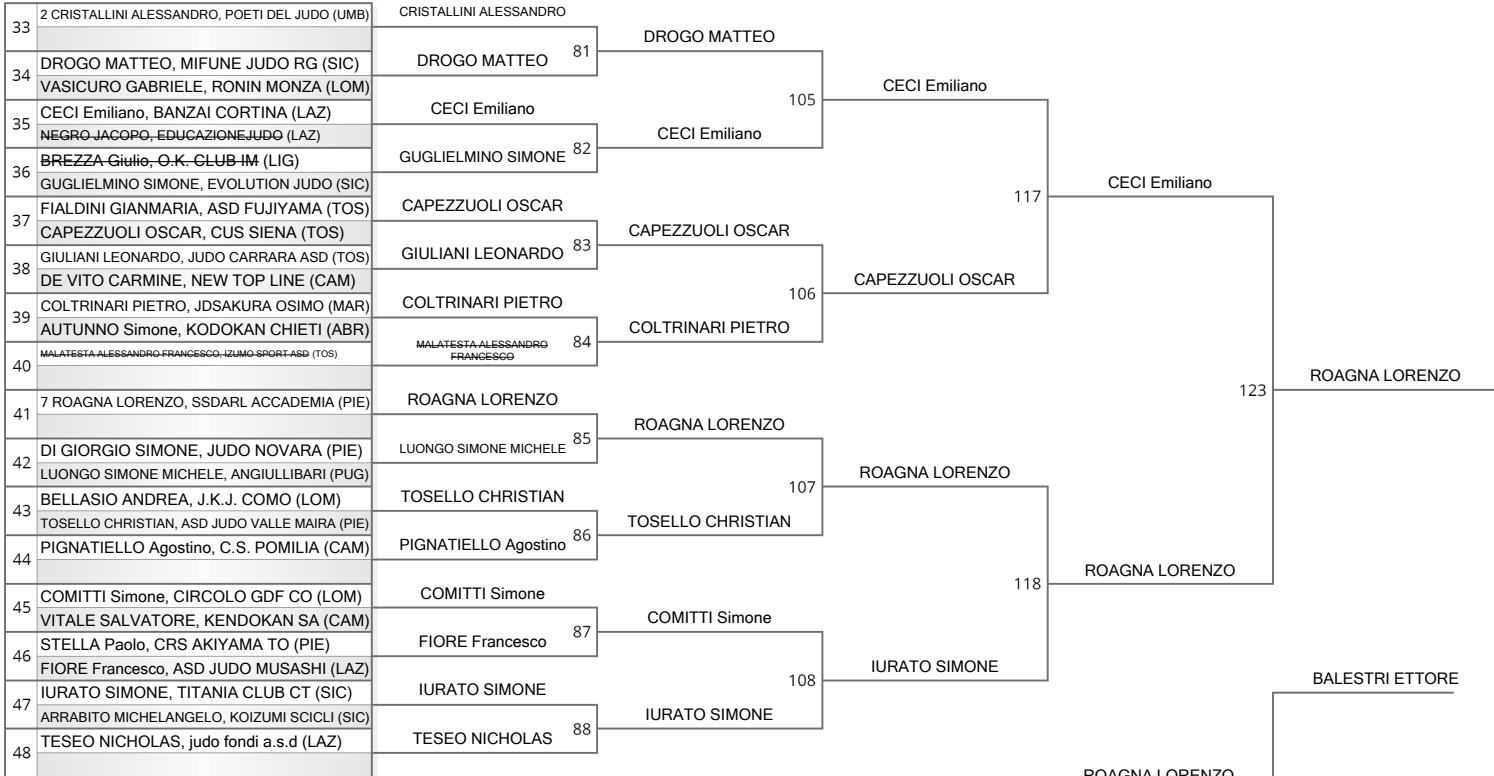 33
2 CRISTALLINI ALESSANDRO, POETI DEL JUDO (UMB)
34
DROGO MATTEO, MIFUNE JUDO RG (SIC)
VASICURO GABRIELE, RONIN MONZA (LOM)
35
CECI Emiliano, BANZAI CORTINA (LAZ)
NEGRO JACOPO, EDUCAZIONEJUDO (LAZ)
36
BREZZA Giulio, O.K. CLUB IM (LIG)
GUGLIELMINO SIMONE, EVOLUTION JUDO (SIC)
37
FIALDINI GIANMARIA, ASD FUJIYAMA (TOS)
CAPEZZUOLI OSCAR, CUS SIENA (TOS)
38
GIULIANI LEONARDO, JUDO CARRARA ASD (TOS)
DE VITO CARMINE, NEW TOP LINE (CAM)
39
COLTRINARI PIETRO, JDSAKURA OSIMO (MAR)
AUTUNNO Simone, KODOKAN CHIETI (ABR)
40
MALATESTA ALESSANDRO FRANCESCO, IZUMO SPORT ASD (TOS)
41
7 ROAGNA LORENZO, SSDARL ACCADEMIA (PIE)
42
DI GIORGIO SIMONE, JUDO NOVARA (PIE)
LUONGO SIMONE MICHELE, ANGIULLIBARI (PUG)
43
BELLASIO ANDREA, J.K.J. COMO (LOM)
TOSELLO CHRISTIAN, ASD JUDO VALLE MAIRA (PIE)
44
PIGNATIELLO Agostino, C.S. POMILIA (CAM)
45
COMITTI Simone, CIRCOLO GDF CO (LOM)
VITALE SALVATORE, KENDOKAN SA (CAM)
46
STELLA Paolo, CRS AKIYAMA TO (PIE)
FIORE Francesco, ASD JUDO MUSASHI (LAZ)
47
IURATO SIMONE, TITANIA CLUB CT (SIC)
ARRABITO MICHELANGELO, KOIZUMI SCICLI (SIC)
48
TESEO NICHOLAS, judo fondi a.s.d (LAZ)
CRISTALLINI ALESSANDRO
81
DROGO MATTEO
CECI Emiliano
82
GUGLIELMINO SIMONE
CAPEZZUOLI OSCAR
83
GIULIANI LEONARDO
COLTRINARI PIETRO
84
MALATESTA ALESSANDRO
FRANCESCO
ROAGNA LORENZO
85
LUONGO SIMONE MICHELE
TOSELLO CHRISTIAN
86
PIGNATIELLO Agostino
COMITTI Simone
87
FIORE Francesco
IURATO SIMONE
88
TESEO NICHOLAS
DROGO MATTEO
105
CECI Emiliano
CAPEZZUOLI OSCAR
106
COLTRINARI PIETRO
ROAGNA LORENZO
107
TOSELLO CHRISTIAN
COMITTI Simone
108
IURATO SIMONE
CECI Emiliano
117
CAPEZZUOLI OSCAR
ROAGNA LORENZO
118
IURATO SIMONE
CECI Emiliano
123
ROAGNA LORENZO
ROAGNA LORENZO
BALESTRI ETTORE
ROAGNA LORENZO